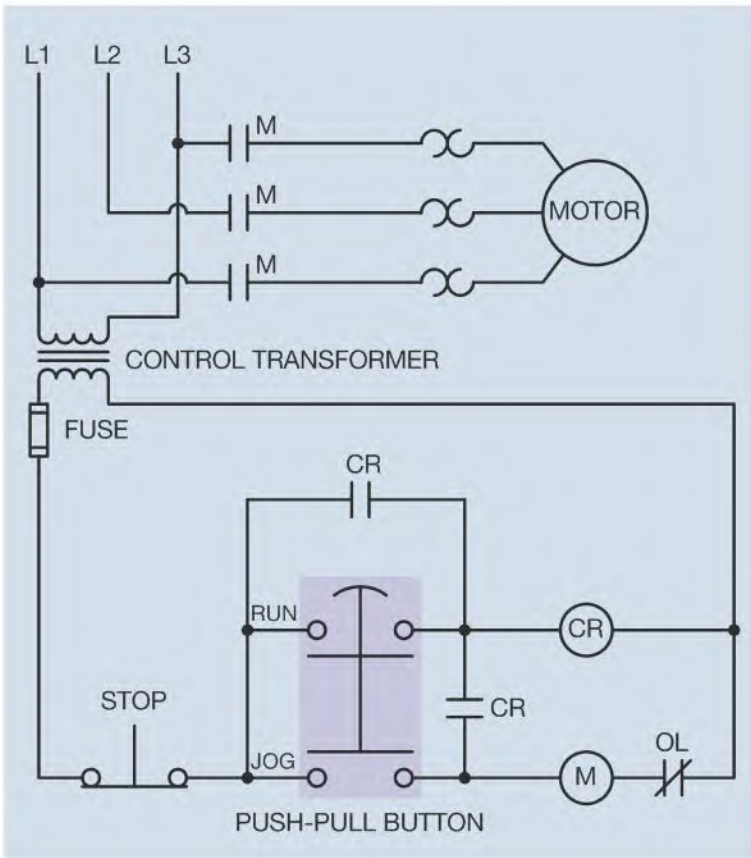 L1 L2 L3
M
M
M
MOTOR
CONTROL TRANSFORMER
FUSE
CR
RUN
CR
CR
STOP
JOG
M
OL
PUSH-PULL BUTTON